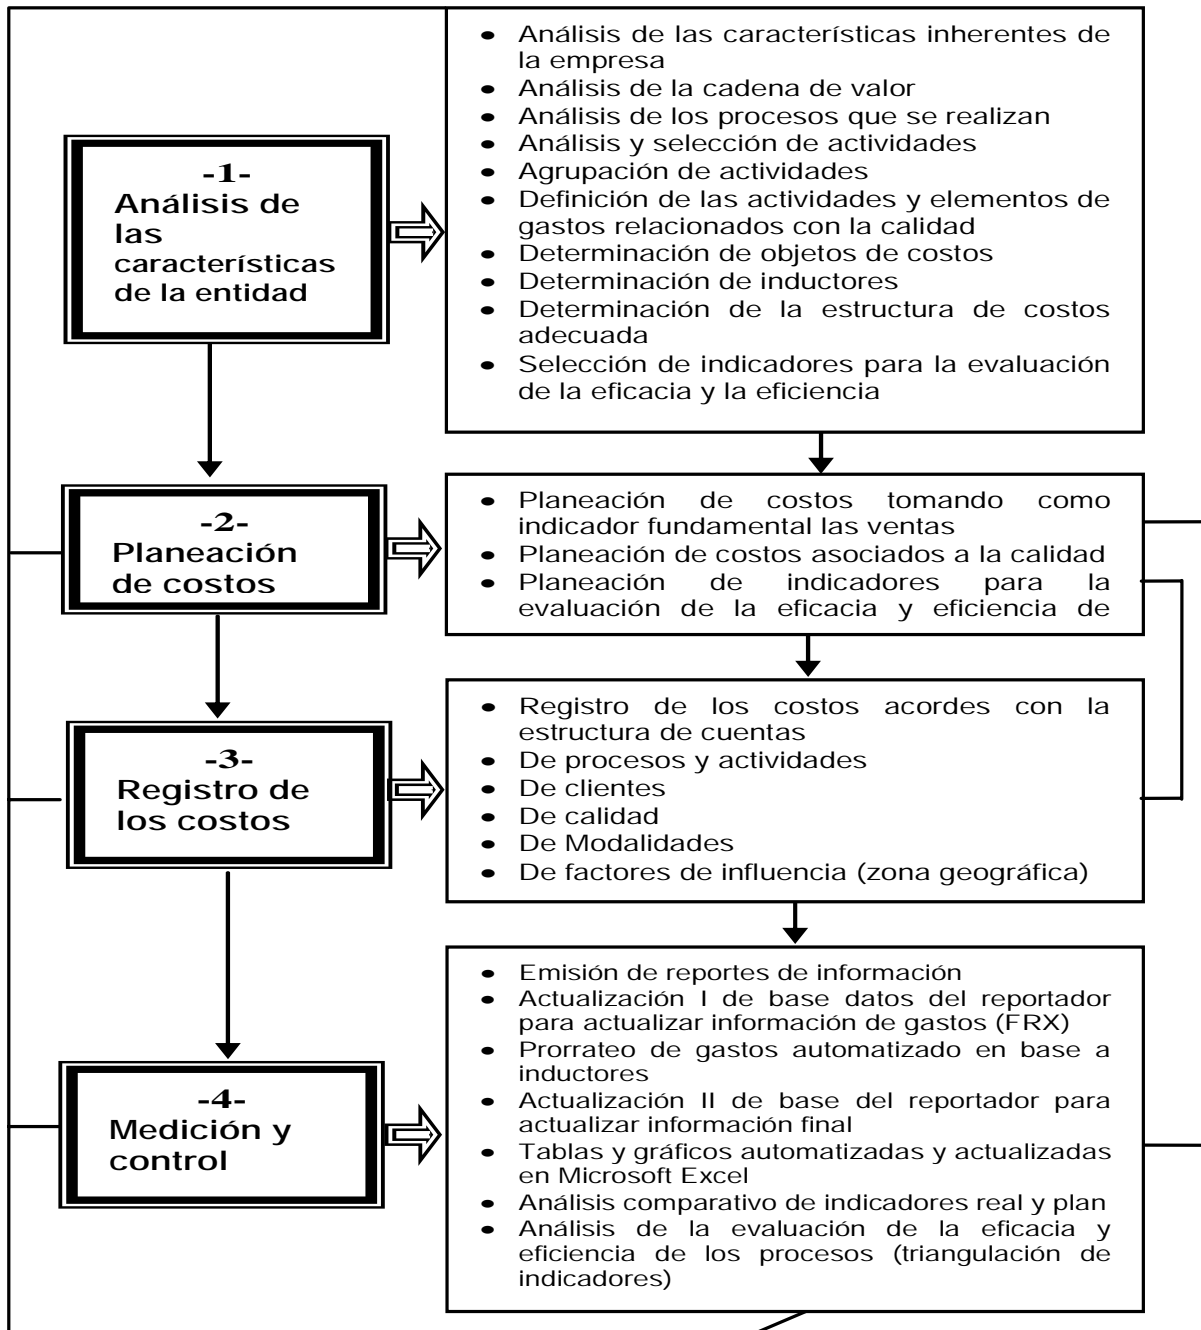 -1-
Análisis de
las
características
de la entidad
• Análisis de las características inherentes de
la empresa
• Análisis de la cadena de valor
• Análisis de los procesos que se realizan
• Análisis y selección de actividades
• Agrupación de actividades
• Definición de las actividades y elementos de
gastos relacionados con la calidad
• Determinación de objetos de costos
• Determinación de inductores
• Determinación de la estructura de costos
adecuada
• Selección de indicadores para la evaluación
de la eficacia y la eficiencia
-2-
Planeación
de costos
• Planeación de costos tomando como
indicador fundamental las ventas
• Planeación de costos asociados a la calidad
• Planeación de indicadores para la
evaluación de la eficacia y eficiencia de
-3-
Registro de
los costos
• Registro de los costos acordes con la
estructura de cuentas
• De procesos y actividades
• De clientes
• De calidad
• De Modalidades
• De factores de influencia (zona geográfica)
-4-
Medición y
control
• Emisión de reportes de información
• Actualización I de base datos del reportador
para actualizar información de gastos (FRX)
• Prorrateo de gastos automatizado en base a
inductores
• Actualización II de base del reportador para
actualizar información final
• Tablas y gráficos automatizadas y actualizadas
en Microsoft Excel
• Análisis comparativo de indicadores real y plan
• Análisis de la evaluación de la eficacia y
eficiencia de los procesos (triangulación de
indicadores)